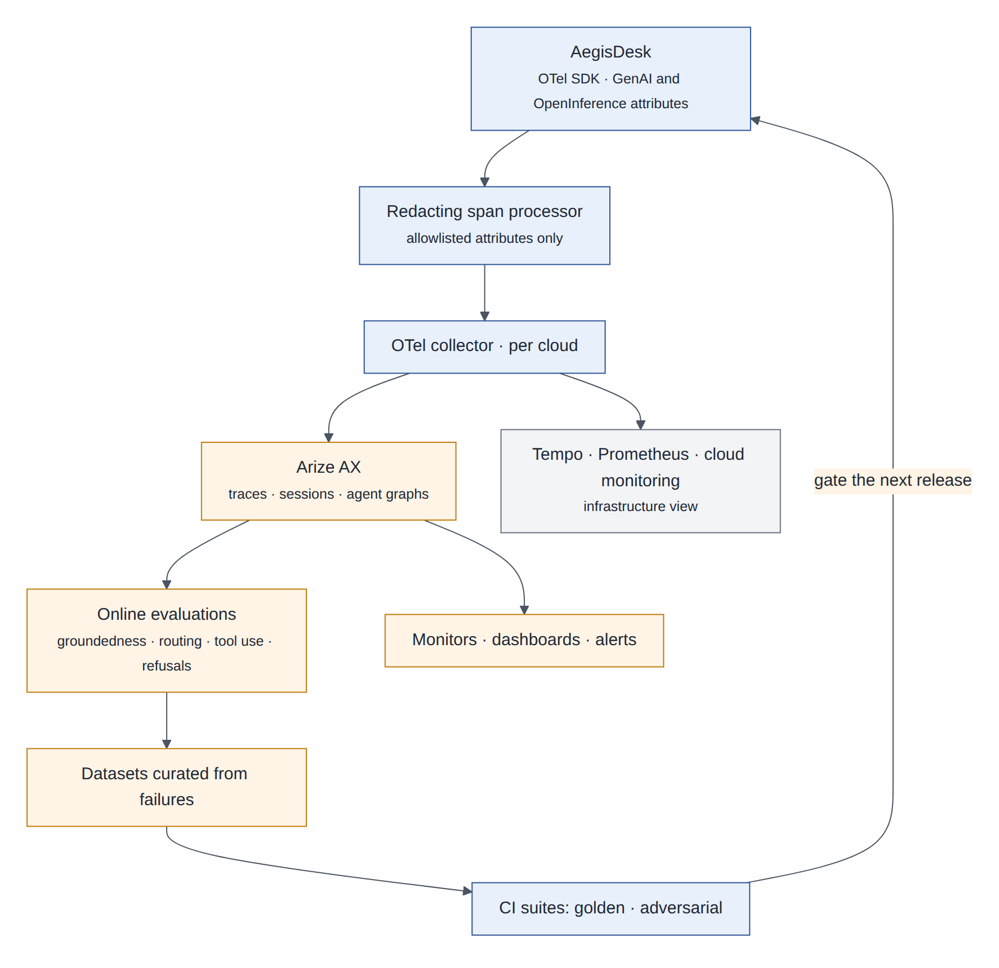 AegisDesk
OTel SDK · GenAI and
OpenInference attributes
Redacting span processor
allowlisted attributes only
OTel collector · per cloud
Arize AX
traces · sessions · agent graphs
Tempo · Prometheus · cloud
monitoring
infrastructure view
gate the next release
Online evaluations
groundedness · routing · tool use ·
refusals
Monitors · dashboards · alerts
Datasets curated from
failures
CI suites: golden · adversarial